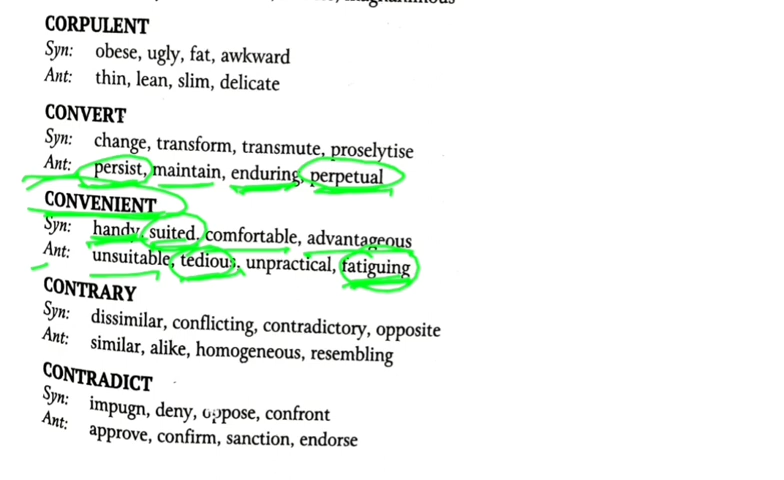 CORPULENT
Syn: obese, ugly, fat, awkward
Ant: thin, lean, slim, delicate
CONVERT
Syn: change, transform, transmute, proselytise
Ant: persist, maintain, enduring, perpetual
CONVENIENT
Syn: handy, suited, comfortable, advantageous
Ant: unsuitable, tedious, unpractical, fatiguing
CONTRARY
Syn: dissimilar, conflicting, contradictory, opposite
Ant: similar, alike, homogeneous, resembling
CONTRADICT
Syn: impugn, deny, oppose, confront
Ant: approve, confirm, sanction, endorse